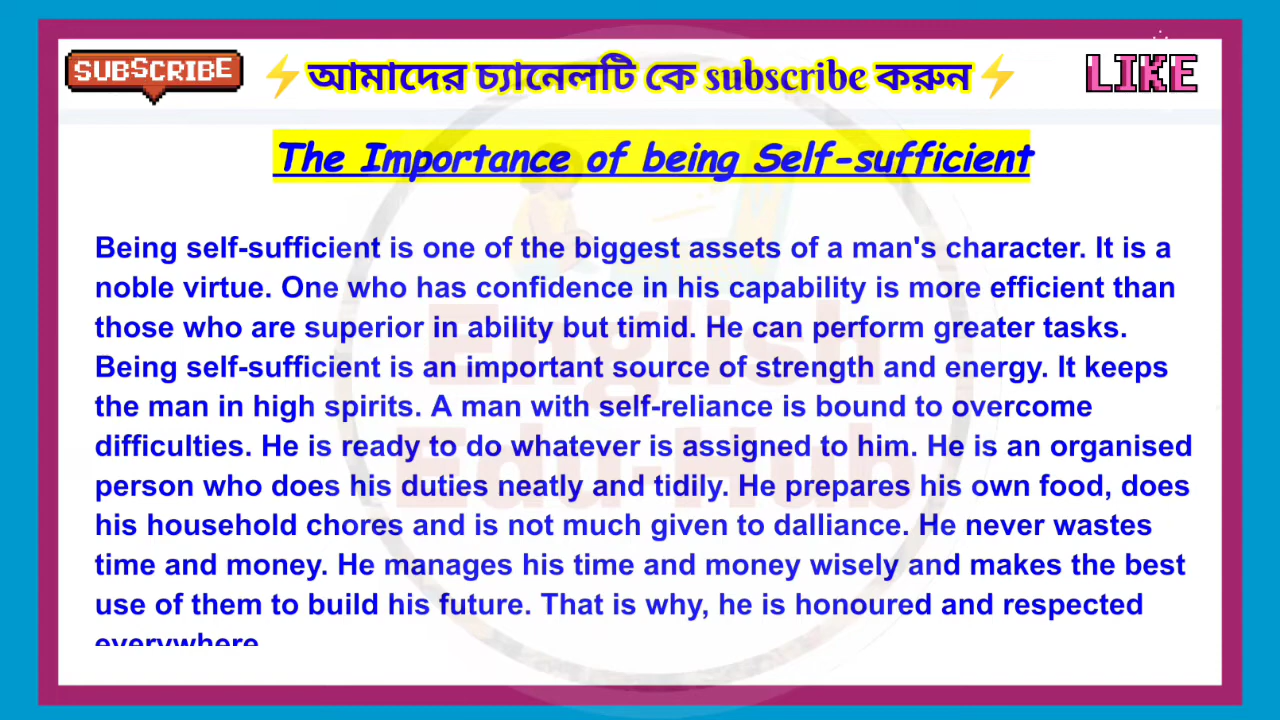 SUBSCRIBE
⚡আমাদের চ্যানেলটি কে subscribe করুন⚡
LIKE
The Importance of being Self-sufficient
Being self-sufficient is one of the biggest assets of a man's character. It is a
noble virtue. One who has confidence in his capability is more efficient than
those who are superior in ability but timid. He can perform greater tasks.
Being self-sufficient is an important source of strength and energy. It keeps
the man in high spirits. A man with self-reliance is bound to overcome
difficulties. He is ready to do whatever is assigned to him. He is an organised
person who does his duties neatly and tidily. He prepares his own food, does
his household chores and is not much given to dalliance. He never wastes
time and money. He manages his time and money wisely and makes the best
use of them to build his future. That is why, he is honoured and respected
everywhere
English
Edu-Hub